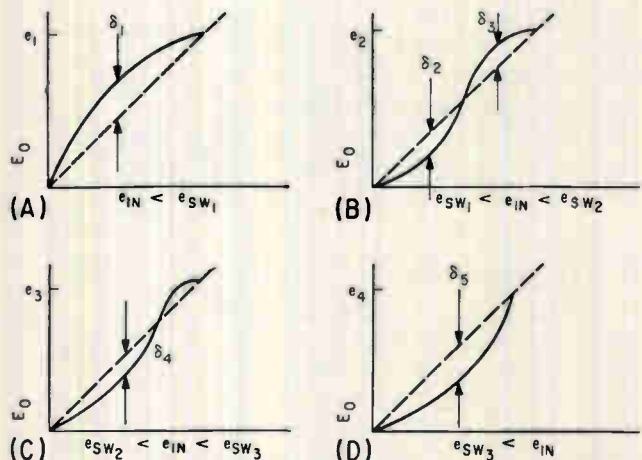 e1
δ1
E0
(A)
eIN < eSW1
e2
δ2
δ3
E0
(B)
eSW1 < eIN < eSW2
e3
δ4
E0
(C)
eSW2 < eIN < eSW3
e4
δ5
E0
(D)
eSW3 < eIN